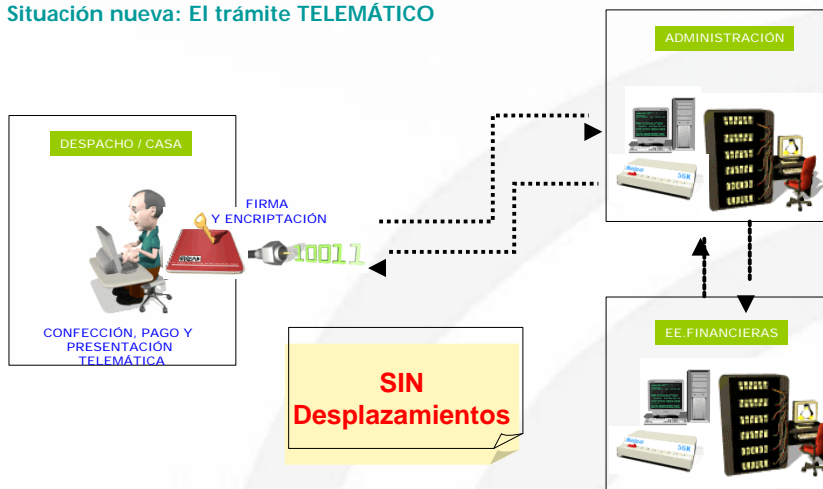 Situación nueva: El trámite TELEMÁTICO
ADMINISTRACIÓN
DESPACHO / CASA
FIRMA
Y ENCRIPTACIÓN
10011
56K
CONFECCIÓN, PAGO Y
PRESENTACIÓN
TELEMÁTICA
SIN
Desplazamientos
EE.FINANCIERAS
56K